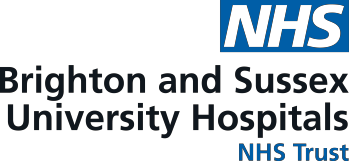 NHS
Brighton and Sussex
University Hospitals
NHS Trust